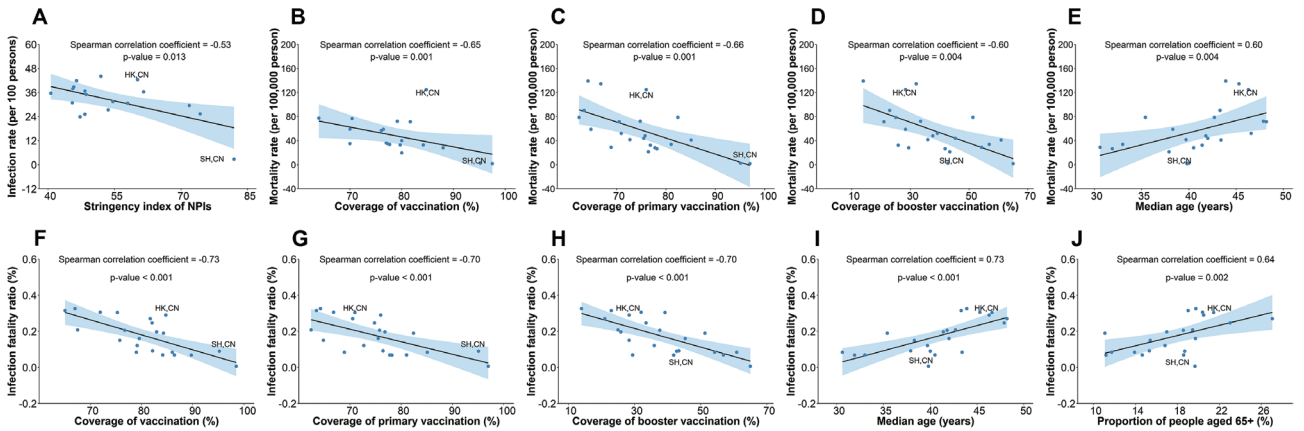 A
Spearman correlation coefficient = -0.53
p-value = 0.013
Infection rate (per 100 persons)
60
48
36
24
12
0
-12
HK,CN
SH,CN
40 55 70 85
Stringency index of NPIs
B
Spearman correlation coefficient = -0.65
p-value = 0.001
Mortality rate (per 100,000 person)
200
160
120
80
40
0
-40
HK,CN
SH,CN
70 80 90 100
Coverage of vaccination (%)
C
Spearman correlation coefficient = -0.66
p-value = 0.001
Mortality rate (per 100,000 person)
200
160
120
80
40
0
-40
HK,CN
SH,CN
70 80 90 100
Coverage of primary vaccination (%)
D
Spearman correlation coefficient = -0.60
p-value = 0.004
Mortality rate (per 100,000 person)
200
160
120
80
40
0
-40
HK,CN
SH,CN
10 20 30 40 50 60 70
Coverage of booster vaccination (%)
E
Spearman correlation coefficient = 0.60
p-value = 0.004
Mortality rate (per 100,000 person)
200
160
120
80
40
0
-40
HK,CN
SH,CN
30 35 40 45 50
Median age (years)
F
Spearman correlation coefficient = -0.73
p-value < 0.001
Infection fatality ratio (%)
0.6
0.4
0.2
0.0
-0.2
HK,CN
SH,CN
70 80 90 100
Coverage of vaccination (%)
G
Spearman correlation coefficient = -0.70
p-value < 0.001
Infection fatality ratio (%)
0.6
0.4
0.2
0.0
-0.2
HK,CN
SH,CN
70 80 90 100
Coverage of primary vaccination (%)
H
Spearman correlation coefficient = -0.70
p-value < 0.001
Infection fatality ratio (%)
0.6
0.4
0.2
0.0
-0.2
HK,CN
SH,CN
10 20 30 40 50 60 70
Coverage of booster vaccination (%)
I
Spearman correlation coefficient = 0.73
p-value < 0.001
Infection fatality ratio (%)
0.6
0.4
0.2
0.0
-0.2
HK,CN
SH,CN
30 35 40 45 50
Median age (years)
J
Spearman correlation coefficient = 0.64
p-value = 0.002
Infection fatality ratio (%)
0.6
0.4
0.2
0.0
-0.2
HK,CN
SH,CN
10 14 18 22 26
Proportion of people aged 65+ (%)